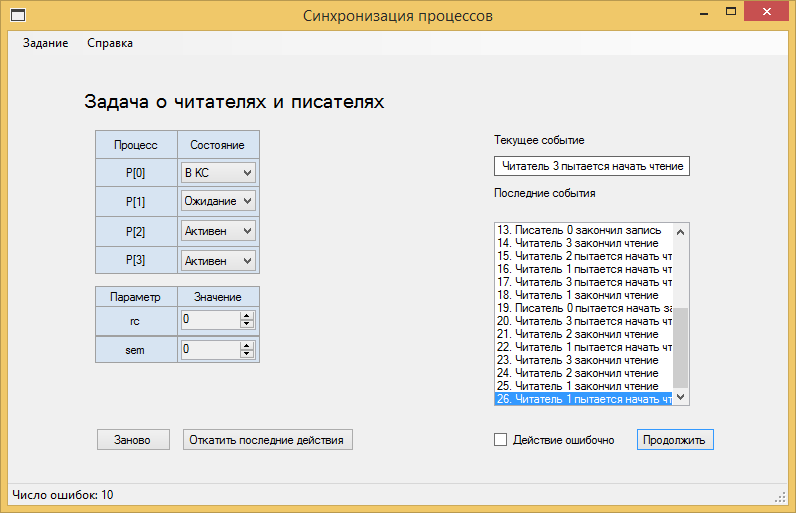 Синхронизация процессов
Задание Справка
Задача о читателях и писателях
Процесс Состояние
P[0] В КС
P[1] Ожидание
P[2] Активен
P[3] Активен
Параметр Значение
rc 0
sem 0
Заново Откатить последние действия
Текущее событие
Читатель 3 пытается начать чтение
Последние события
13. Писатель 0 закончил запись
14. Читатель 3 закончил чтение
15. Читатель 2 пытается начать чт
16. Читатель 1 пытается начать чт
17. Читатель 3 пытается начать чт
18. Читатель 1 закончил чтение
19. Писатель 0 пытается начать за
20. Читатель 3 пытается начать чт
21. Читатель 2 закончил чтение
22. Читатель 1 пытается начать чт
23. Читатель 3 закончил чтение
24. Читатель 2 закончил чтение
25. Читатель 1 закончил чтение
26. Читатель 1 пытается начать чт
Действие ошибочно Продолжить
Число ошибок: 10